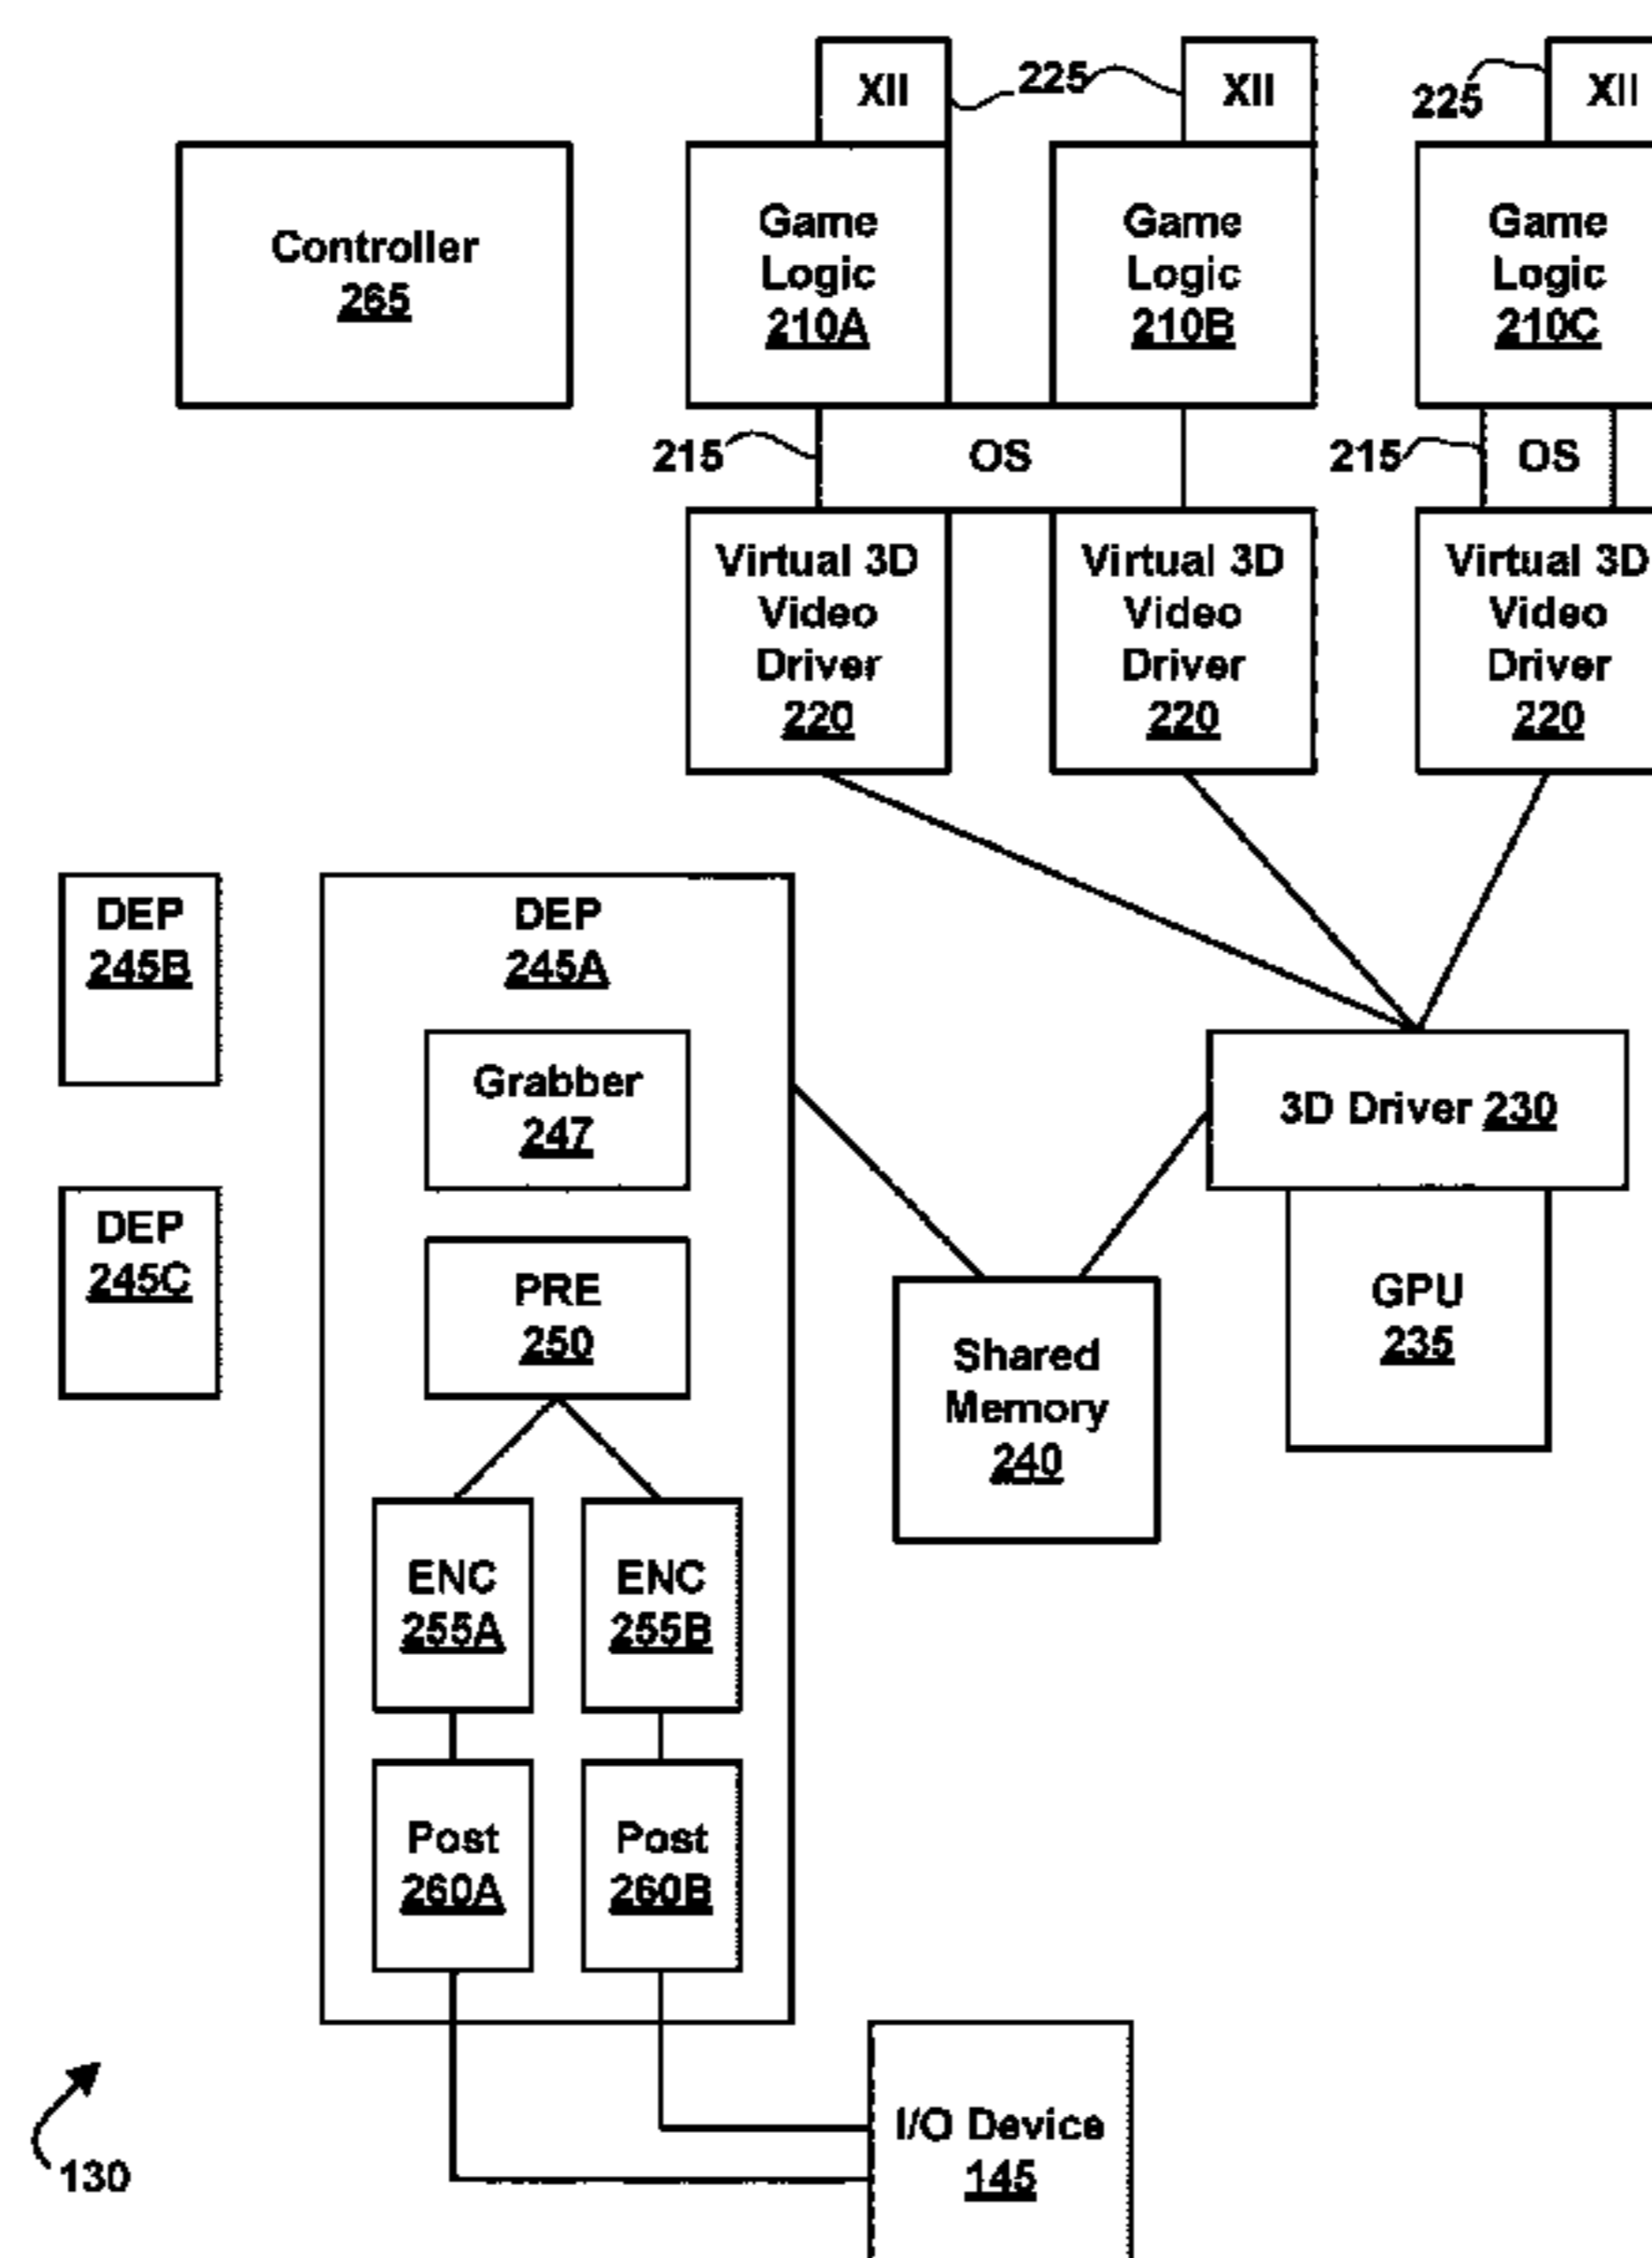 XII
225
XII
225
XII
Controller
265
Game
Logic
210A
Game
Logic
210B
Game
Logic
210C
215
OS
215
OS
Virtual 3D
Video
Driver
220
Virtual 3D
Video
Driver
220
Virtual 3D
Video
Driver
220
DEP
245B
DEP
245A
Grabber
247
3D Driver 230
DEP
245C
PRE
250
GPU
235
Shared
Memory
240
ENC
255A
ENC
255B
Post
260A
Post
260B
I/O Device
145
130